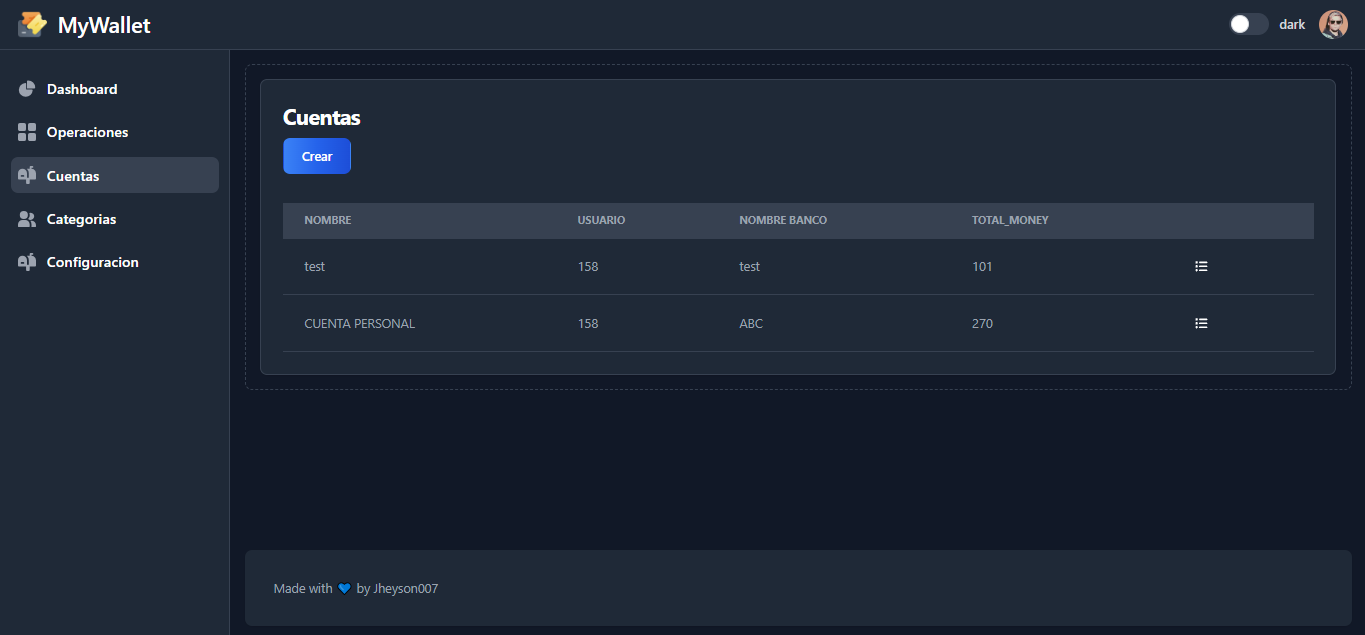 MyWallet
dark
Dashboard
Operaciones
Cuentas
Categorias
Configuracion
Cuentas
Crear
NOMBRE USUARIO NOMBRE BANCO TOTAL_MONEY
test 158 test 101
CUENTA PERSONAL 158 ABC 270
Made with 💙 by Jheyson007